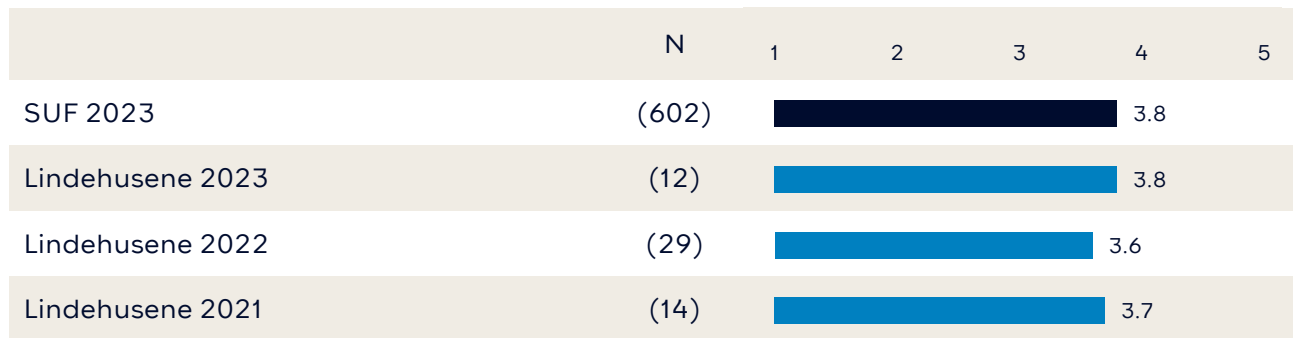 N 1 2 3 4 5
SUF 2023 (602) 3.8
Lindehusene 2023 (12) 3.8
Lindehusene 2022 (29) 3.6
Lindehusene 2021 (14) 3.7